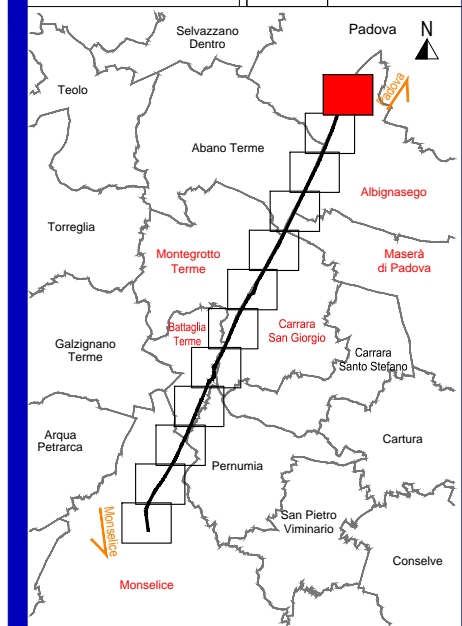 Selvazzano
Dentro
Padova
N
Teolo
Padova
Abano Terme
Albignasego
Torreglia
Montegrotto
Terme
Maserà
di Padova
Battaglia
Terme
Carrara
San Giorgio
Galzignano
Terme
Carrara
Santo Stefano
Arqua
Petrarca
Cartura
Pernumia
Monselice
San Pietro
Viminario
Conselve
Monselice